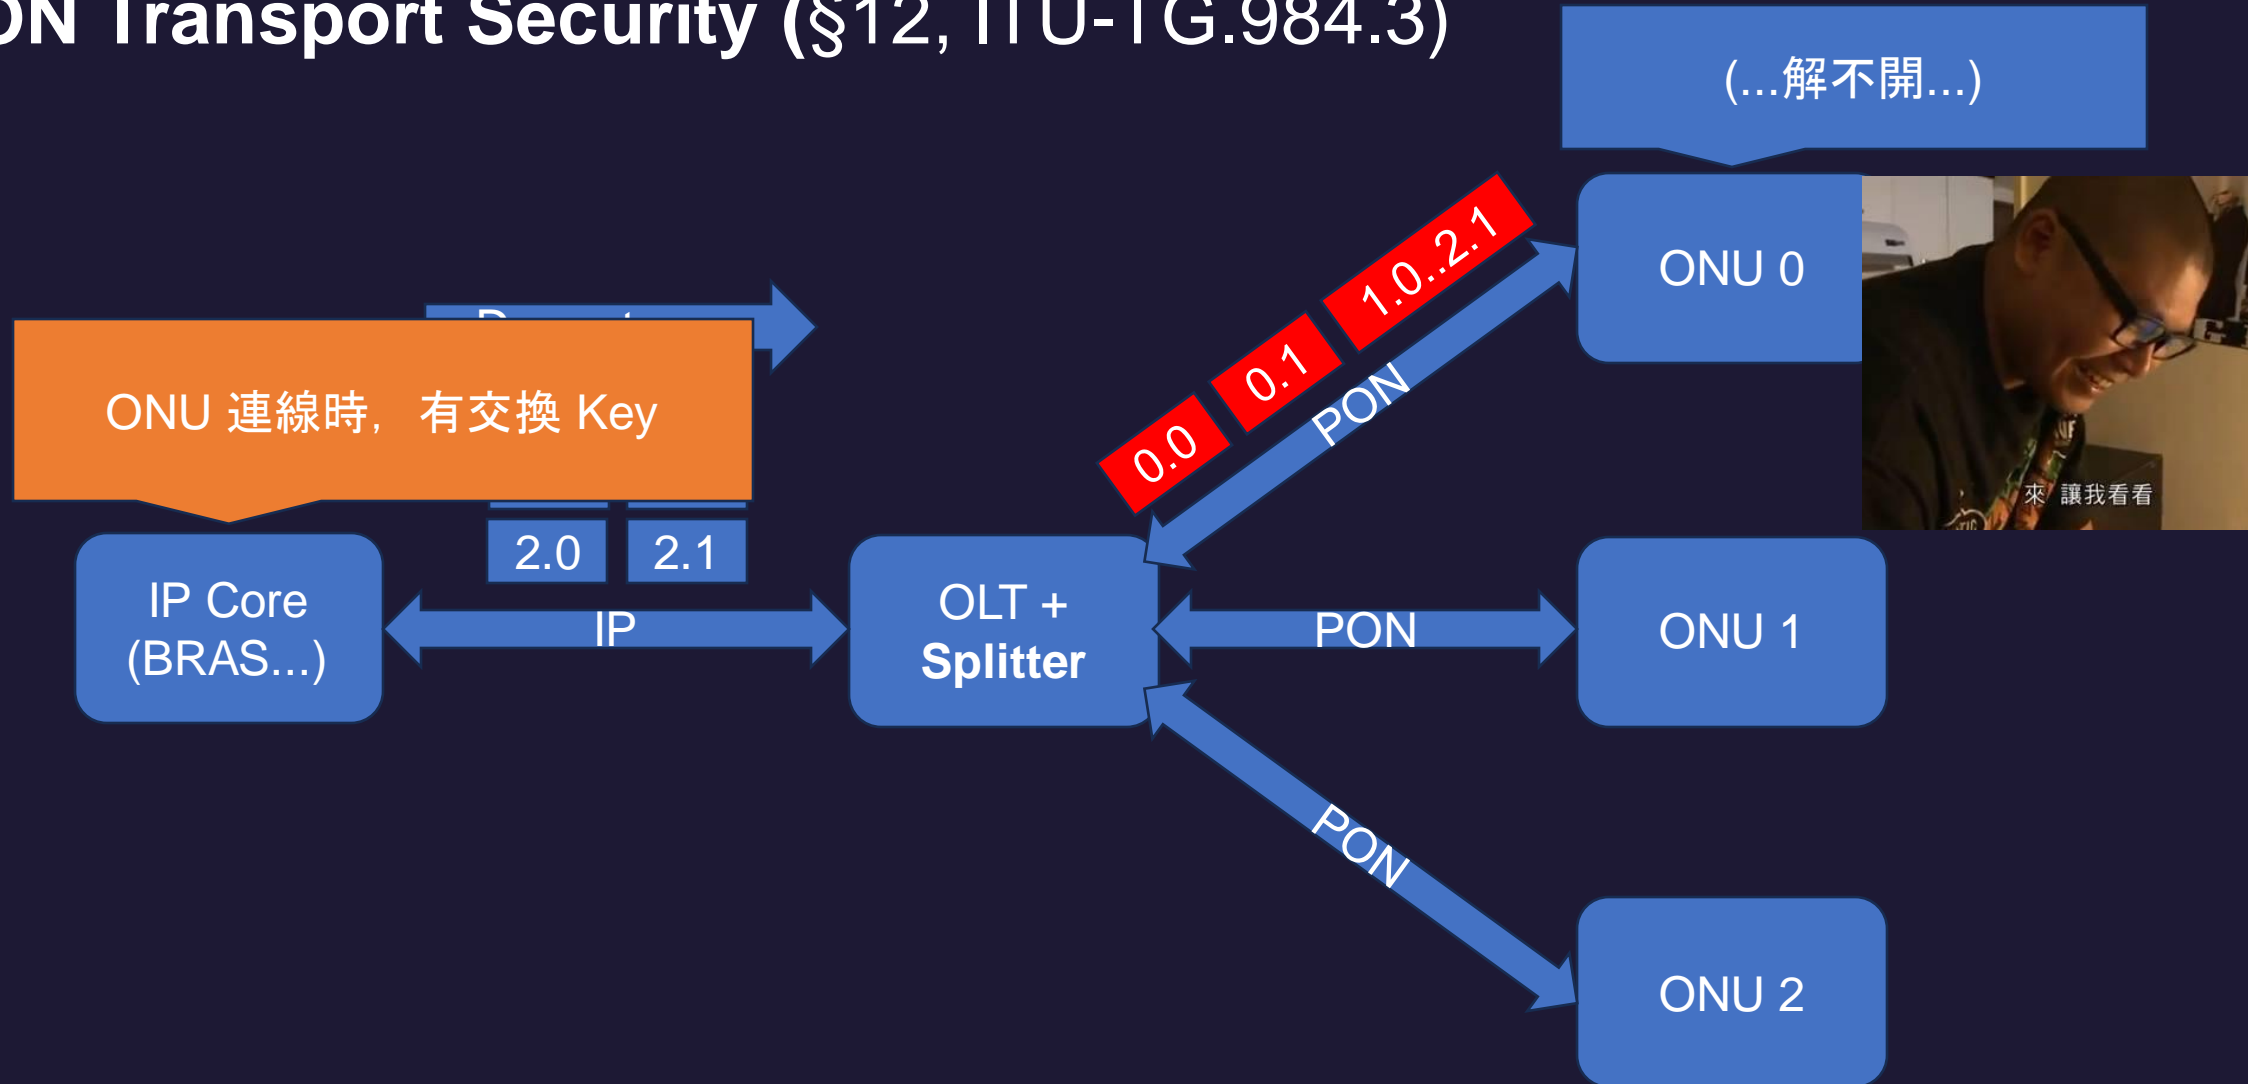 ON Transport Security (§12, ITU-TG.984.3)
(...解不開...)
ONU 0
來 讓我看看
1.0..2.1
0.1
0.0
PON
ONU 連線時, 有交換 Key
2.0
2.1
IP Core
(BRAS...)
IP
OLT +
Splitter
PON
ONU 1
PON
ONU 2